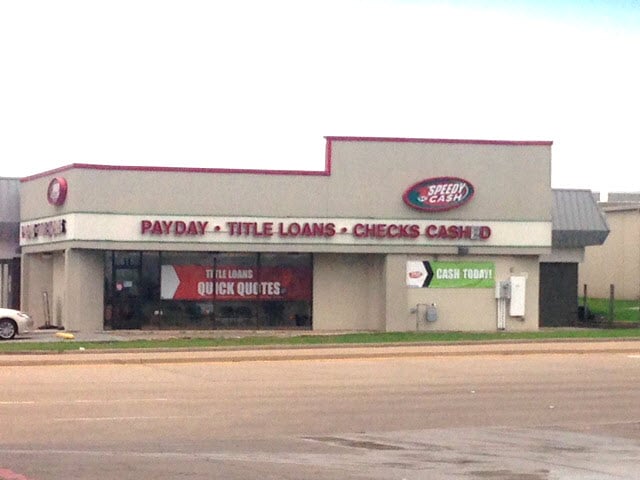 SPEEDY
CASH
PAYDAY • TITLE LOANS • CHECKS CASHED
TITLE LOANS
QUICK QUOTES
CASH TODAY!